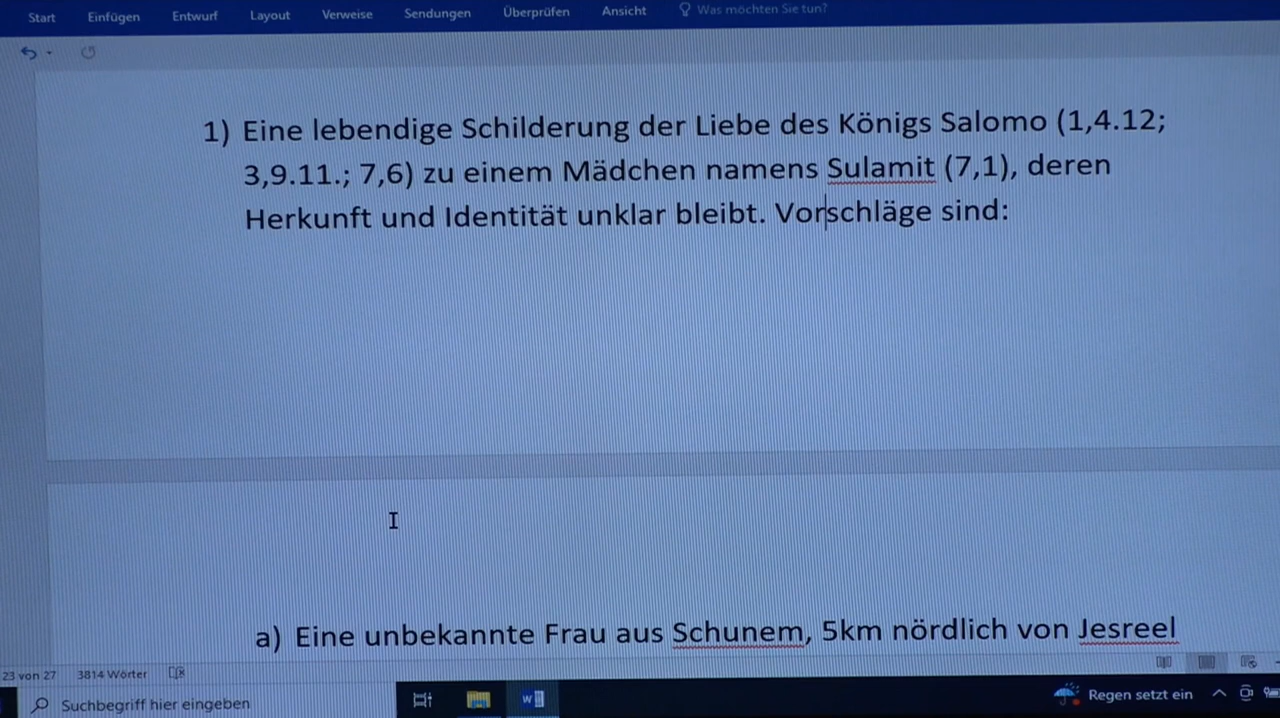 Start Einfügen Entwurf Layout Verweise Sendungen Überprüfen Ansicht Was möchten Sie tun?
1) Eine lebendige Schilderung der Liebe des Königs Salomo (1,4.12;
3,9.11.; 7,6) zu einem Mädchen namens Sulamit (7,1), deren
Herkunft und Identität unklar bleibt. Vorschläge sind:
a) Eine unbekannte Frau aus Schunem, 5km nördlich von Jesreel
23 von 27 3814 Wörter
Suchbegriff hier eingeben
W
Regen setzt ein